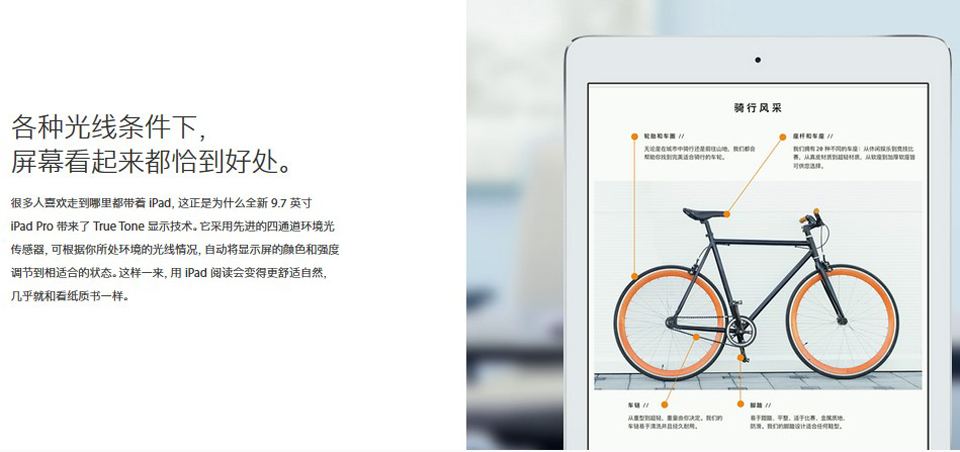 各种光线条件下,
屏幕看起来都恰到好处。
很多人喜欢走到哪里都带着 iPad, 这正是为什么全新 9.7 英寸
iPad Pro 带来了 True Tone 显示技术。它采用先进的四通道环境光
传感器, 可根据你所处环境的光线情况, 自动将显示屏的颜色和强度
调节到相适合的状态。这样一来, 用 iPad 阅读会变得更舒适自然,
几乎就和看纸质书一样。
骑行风采
轮胎和车圈 //
无论是在城市中骑行还是前往山地, 我们都会
帮助你找到完美适合骑行的车轮。
座杆和车座 //
我们拥有 20 种不同的车座: 从休闲娱乐到竞技比
赛, 从真皮材质到超轻材质, 从软座到加厚软座皆
可供您选择。
车链 //
从重型到超轻, 重量由你决定, 我们的
车链易于清洗并且经久耐用。
脚踏 //
易于踏踏, 平整, 适于比赛, 金属质地,
防滑。我们的脚踏设计适合任何鞋型。